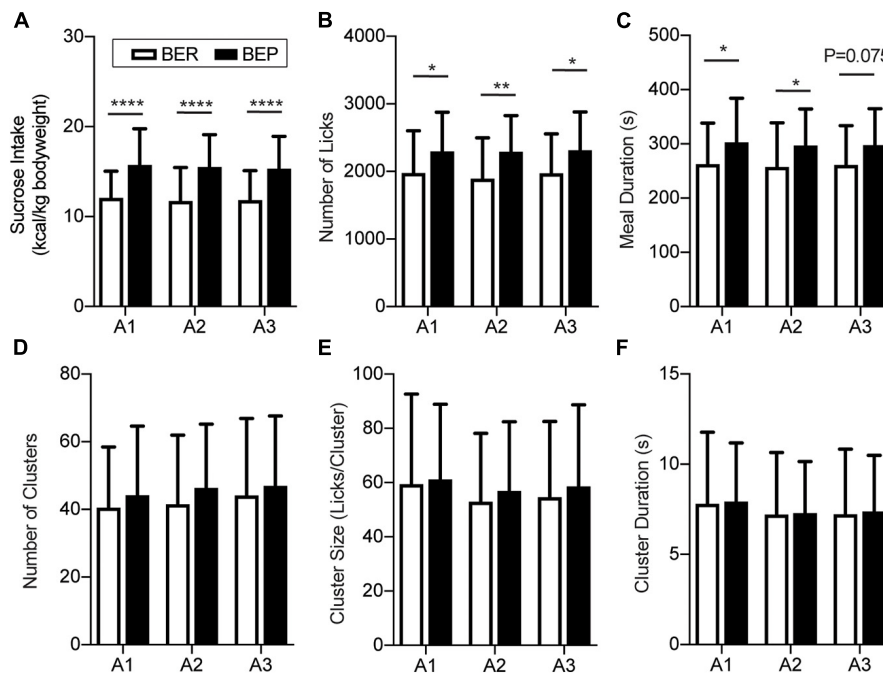 A
Sucrose Intake
(kcal/kg bodyweight)
30
20
10
0
BER
BEP
**** **** ****
A1 A2 A3
B
Number of Licks
4000
3000
2000
1000
0
* ** *
A1 A2 A3
C
Meal Duration (s)
500
400
300
200
100
0
* * P=0.075
A1 A2 A3
D
Number of Clusters
80
60
40
20
0
A1 A2 A3
E
Cluster Size (Licks/Cluster)
100
80
60
40
20
0
A1 A2 A3
F
Cluster Duration (s)
15
10
5
0
A1 A2 A3